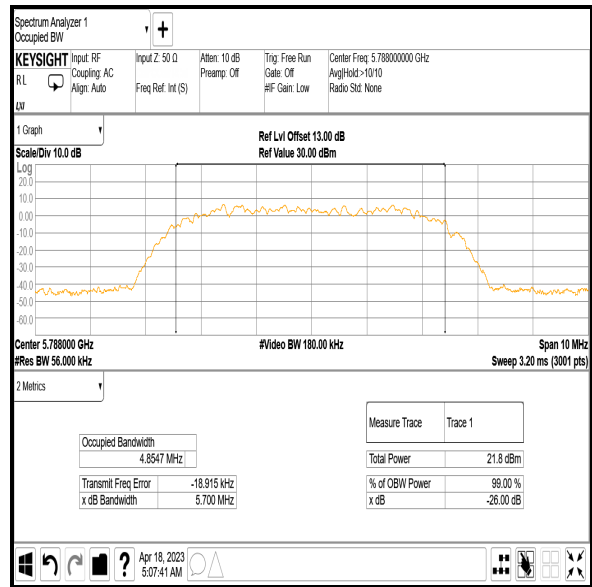 Spectrum Analyzer 1
Occupied BW
KEYSIGHT
RL
LXI
Input: RF
Coupling: AC
Align: Auto
Input Z: 50 Ω
Freq Ref: Int (S)
Atten: 10 dB
Preamp: Off
Trig: Free Run
Gate: Off
#IF Gain: Low
Center Freq: 5.788000000 GHz
Avg|Hold:>10/10
Radio Std: None
1 Graph
Scale/Div 10.0 dB
Ref Lvl Offset 13.00 dB
Ref Value 30.00 dBm
Log
20.0
10.0
0.00
-10.0
-20.0
-30.0
-40.0
-50.0
-60.0
Center 5.788000 GHz
#Res BW 56.000 kHz
#Video BW 180.00 kHz
Span 10 MHz
Sweep 3.20 ms (3001 pts)
2 Metrics
Measure Trace Trace 1
Occupied Bandwidth
4.8547 MHz
Total Power 21.8 dBm
Transmit Freq Error -18.915 kHz
% of OBW Power 99.00 %
x dB Bandwidth 5.700 MHz
x dB -26.00 dB
?
Apr 18, 2023
5:07:41 AM